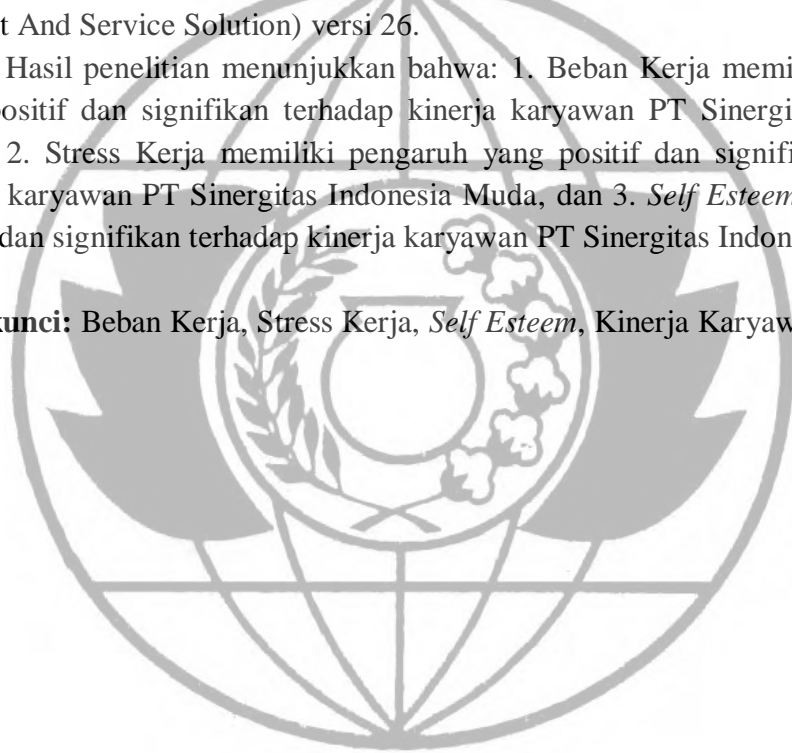 t And Service Solution) versi 26.
Hasil penelitian menunjukkan bahwa: 1. Beban Kerja memi
ositif dan signifikan terhadap kinerja karyawan PT Sinergi
2. Stress Kerja memiliki pengaruh yang positif dan signifi
karyawan PT Sinergitas Indonesia Muda, dan 3. Self Esteem
dan signifikan terhadap kinerja karyawan PT Sinergitas Indon
kunci: Beban Kerja, Stress Kerja, Self Esteem, Kinerja Karyaw